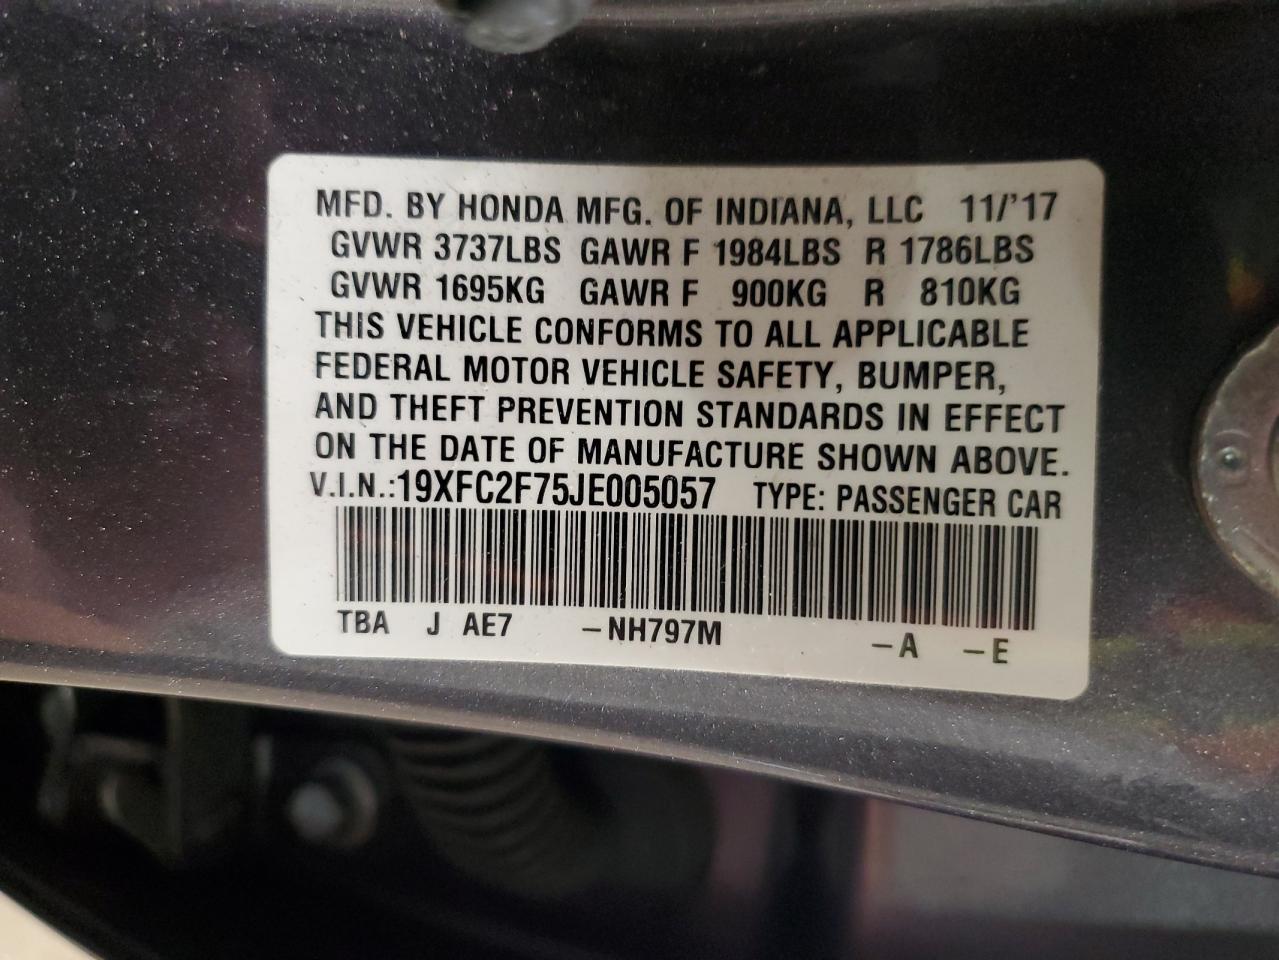 MFD. BY HONDA MFG. OF INDIANA, LLC 11/'17
GVWR 3737LBS GAWR F 1984LBS R 1786LBS
GVWR 1695KG GAWR F 900KG R 810KG
THIS VEHICLE CONFORMS TO ALL APPLICABLE
FEDERAL MOTOR VEHICLE SAFETY, BUMPER,
AND THEFT PREVENTION STANDARDS IN EFFECT
ON THE DATE OF MANUFACTURE SHOWN ABOVE.
V.I.N.:19XFC2F75JE005057 TYPE: PASSENGER CAR
TBA J AE7 –NH797M –A –E